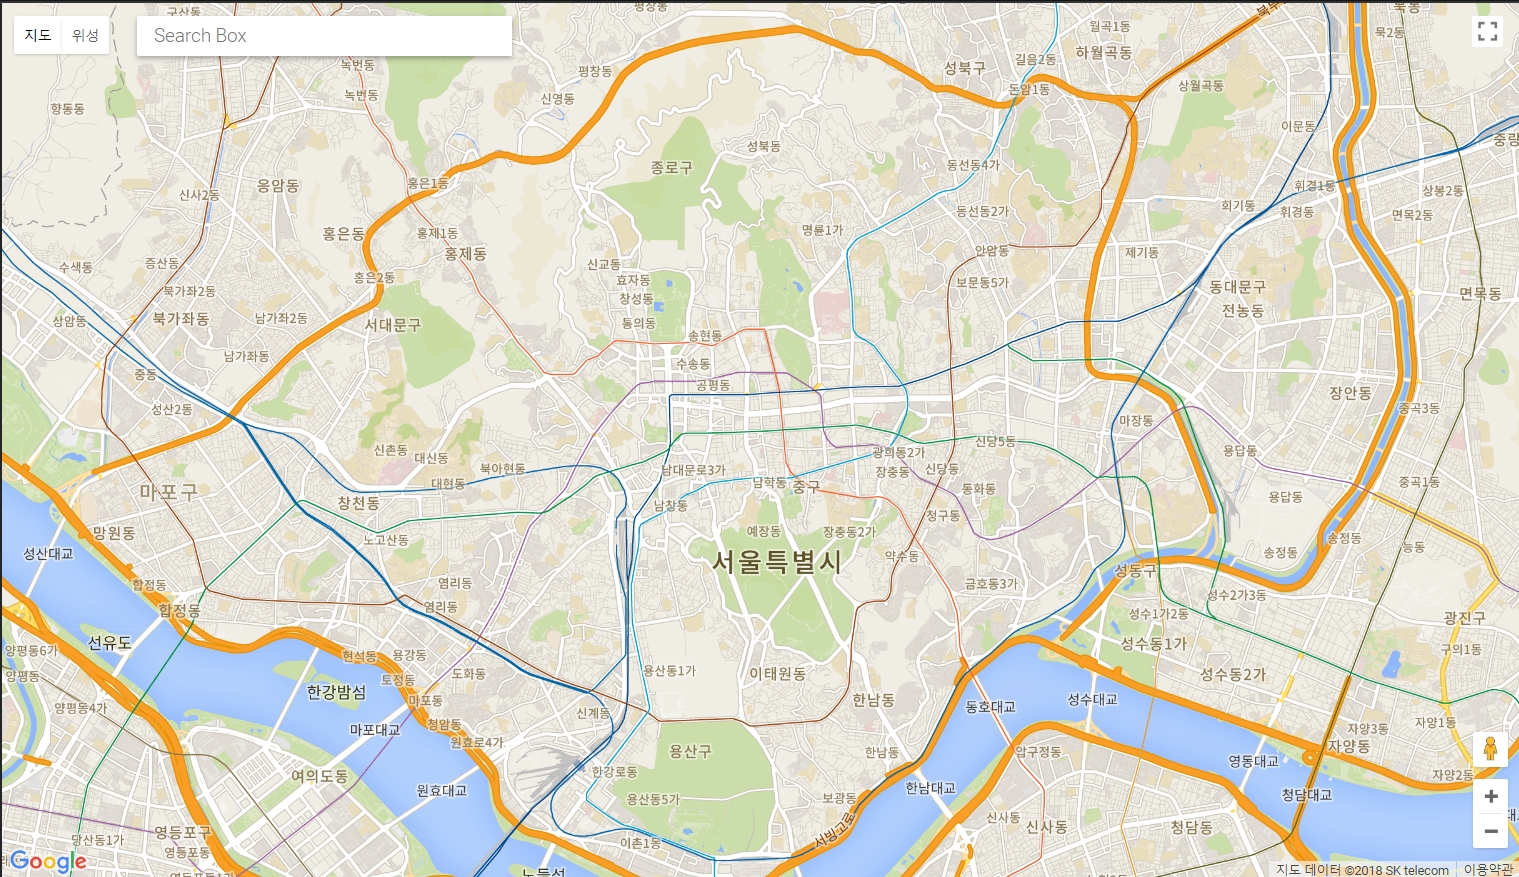 구산동
평창동
북부
북동
지도 위성
Search Box
월곡1동
묵2동
하월곡동
길음2동
녹번동
성북구
평창동
상월곡동
돈암1동
녹번동
신영동
향동동
이문동
중랑
성북동
종로구
동선동4가
홍은1동
응암동
휘경1동
상봉2동
신사2동
회기동
휘경동
동선동2가
면목2동
홍은동
홍제1동
명륜1가
안암동
제기동
홍제동
증산동
신교동
수색동
홍은2동
효자동
보문동5가
동대문구
북가좌2동
창성동
면목동
전농동
상암동
북가좌동
남가좌2동
서대문구
통의동
송현동
남가좌동
수송동
중동
공평동
장안동
성산2동
중곡3동
마장동
신당5동
신촌동
대신동
광희동2가
용답동
북아현동
남대문로3가
장충동
신당동
대현동
남학동
중구
동화동
중곡1동
마포구
용답동
창천동
남창동
청구동
망원동
예장동
장충동2가
노고산동
송정동
성산대교
능동
송정동
서울특별시
약수동
성동구
합정동
염리동
금호동3가
성수2가3동
합정동
염리동
성수1가2동
광진구
선유도
성수동1가
양평동6가
구의1동
현석동
용강동
용산동1가
이태원동
성수동2가
양평동
도화동
토정동
한강밤섬
마포동
한남동
성수대교
양평동4가
동호대교
신계동
청암동
자양1동
마포대교
자양3동
원효로4가
자양동
용산구
한남동
압구정동
영동대교
한강로동
여의도동
자양2동
한남대교
원효대교
청담대교
용산동5가
보광동
신사동
신사동
청담동
서빙고로
영등포구
당산동1가
이촌1동
영등포동
Google
노들섬
지도 데이터 ©2018 SK telecom 이용약관